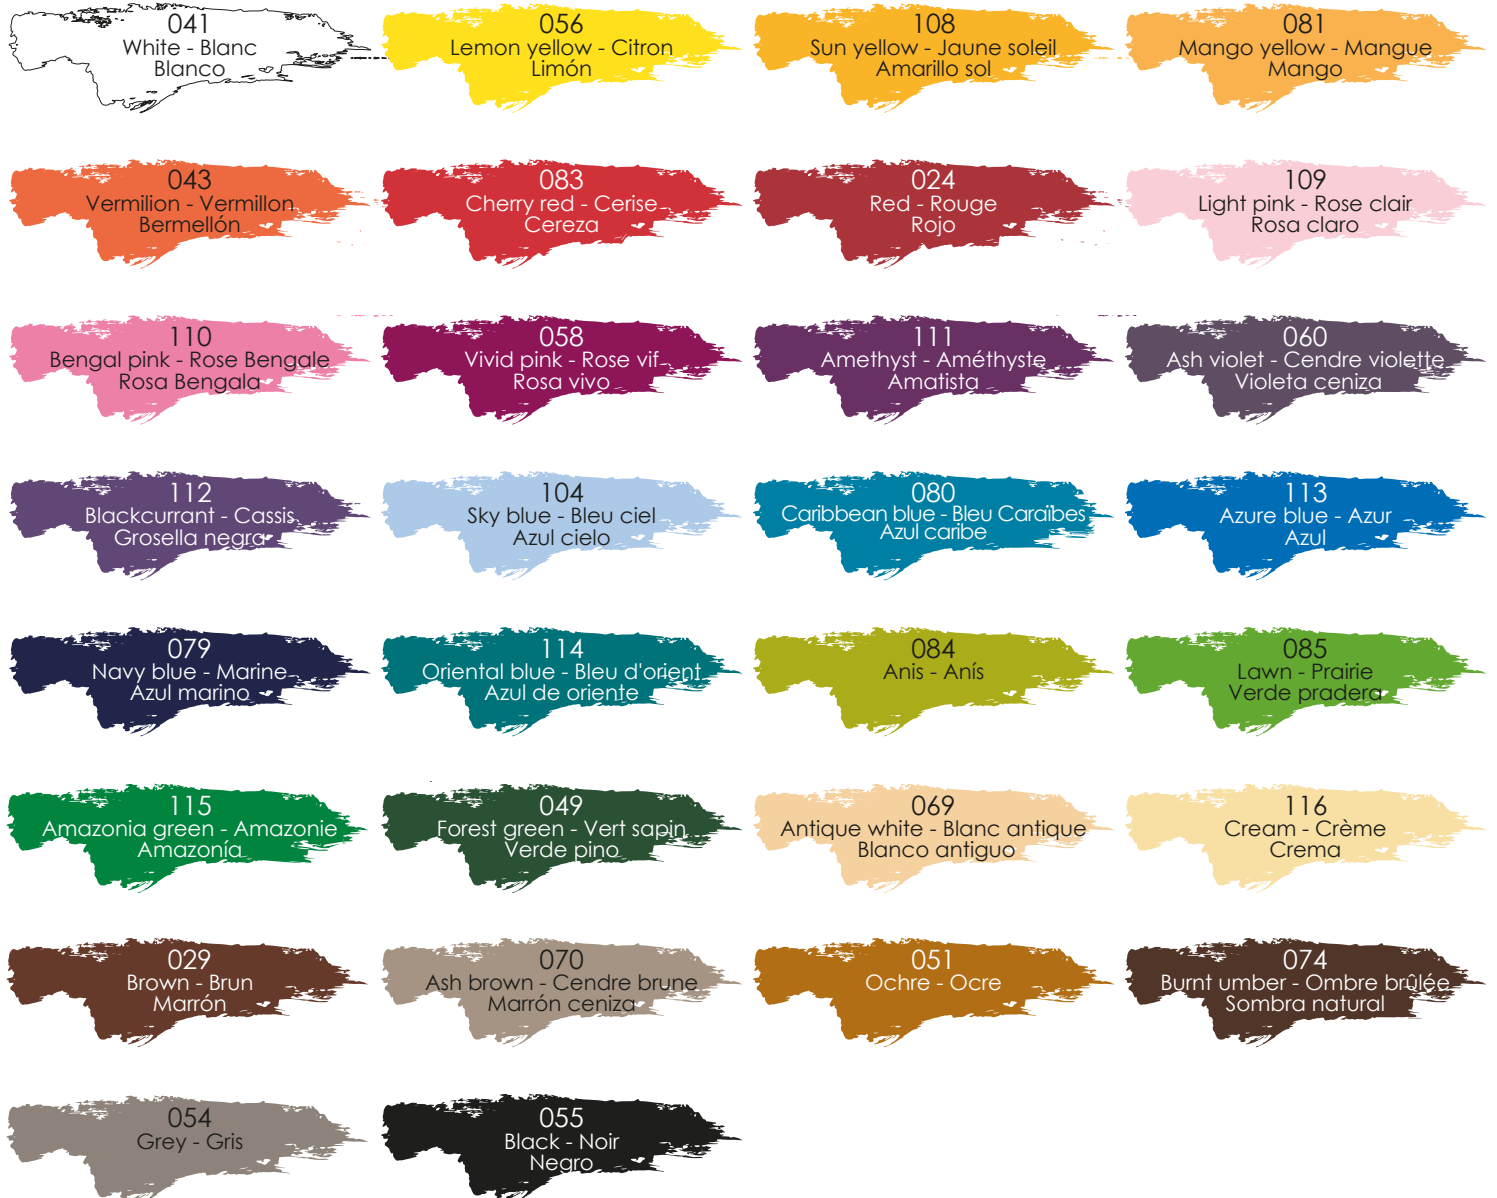 041
White - Blanc
Blanco
056
Lemon yellow - Citron
Limón
108
Sun yellow - Jaune soleil
Amarillo sol
081
Mango yellow - Mangue
Mango
043
Vermilion - Vermillon
Bermellón
083
Cherry red - Cerise
Cereza
024
Red - Rouge
Rojo
109
Light pink - Rose clair
Rosa claro
110
Bengal pink - Rose Bengale
Rosa Bengala
058
Vivid pink - Rose vif
Rosa vivo
111
Amethyst - Améthyste
Amatista
060
Ash violet - Cendre violette
Violeta ceniza
112
Blackcurrant - Cassis
Grosella negra
104
Sky blue - Bleu ciel
Azul cielo
080
Caribbean blue - Bleu Caraïbes
Azul caribe
113
Azure blue - Azur
Azul
079
Navy blue - Marine
Azul marino
114
Oriental blue - Bleu d'orient
Azul de oriente
084
Anis - Anís
085
Lawn - Prairie
Verde pradera
115
Amazonia green - Amazonie
Amazonía
049
Forest green - Vert sapin
Verde pino
069
Antique white - Blanc antique
Blanco antiguo
116
Cream - Crème
Crema
029
Brown - Brun
Marrón
070
Ash brown - Cendre brune
Marrón ceniza
051
Ochre - Ocre
074
Burnt umber - Ombre brûlée
Sombra natural
054
Grey - Gris
055
Black - Noir
Negro